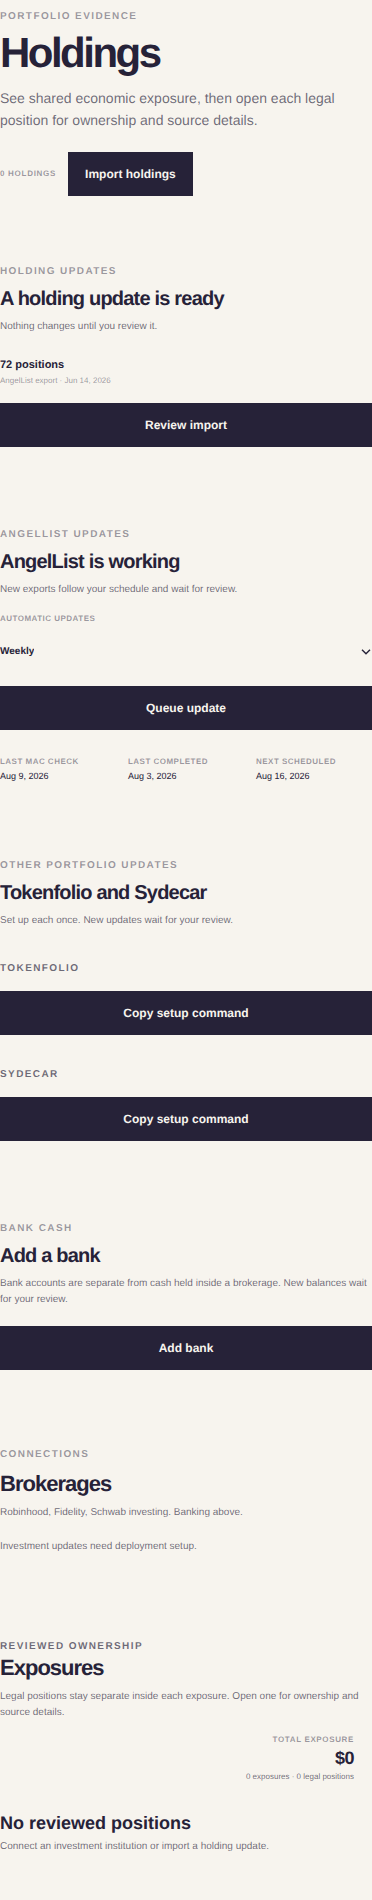 PORTFOLIO EVIDENCE
Holdings
See shared economic exposure, then open each legal
position for ownership and source details.
0 HOLDINGS
Import holdings
HOLDING UPDATES
A holding update is ready
Nothing changes until you review it.
72 positions
AngelList export · Jun 14, 2026
Review import
ANGELLIST UPDATES
AngelList is working
New exports follow your schedule and wait for review.
AUTOMATIC UPDATES
Weekly
Queue update
LAST MAC CHECK LAST COMPLETED NEXT SCHEDULED
Aug 9, 2026 Aug 3, 2026 Aug 16, 2026
OTHER PORTFOLIO UPDATES
Tokenfolio and Sydecar
Set up each once. New updates wait for your review.
TOKENFOLIO
Copy setup command
SYDECAR
Copy setup command
BANK CASH
Add a bank
Bank accounts are separate from cash held inside a brokerage. New balances wait
for your review.
Add bank
CONNECTIONS
Brokerages
Robinhood, Fidelity, Schwab investing. Banking above.
Investment updates need deployment setup.
REVIEWED OWNERSHIP
Exposures
Legal positions stay separate inside each exposure. Open one for ownership and
source details.
TOTAL EXPOSURE
$0
0 exposures · 0 legal positions
No reviewed positions
Connect an investment institution or import a holding update.